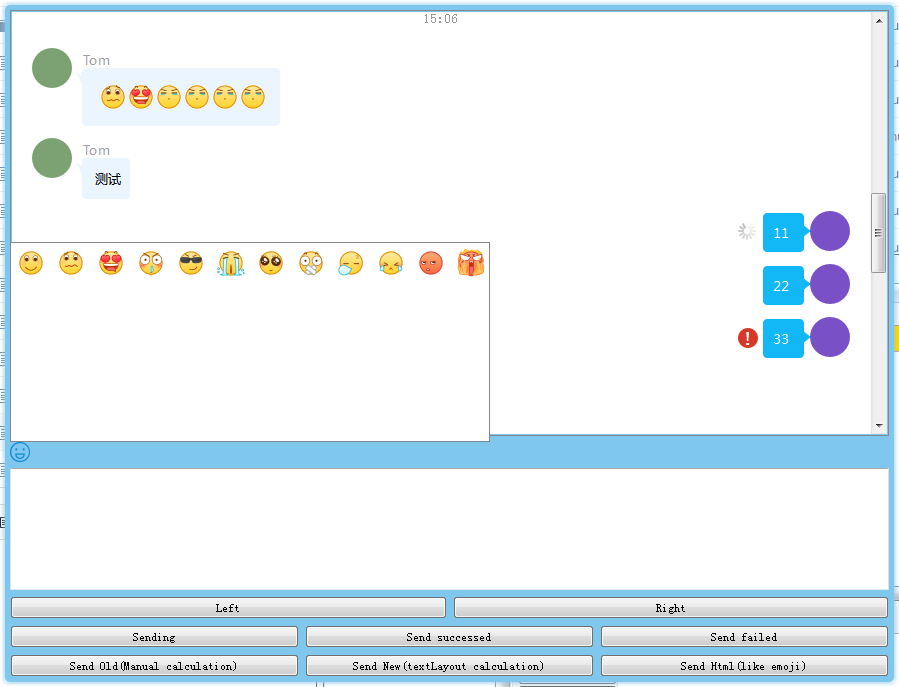 15:06
Tom
Tom
测试
11
22
33
Left
Right
Sending
Send successed
Send failed
Send Old(Manual calculation)
Send New(textLayout calculation)
Send Html(like emoji)